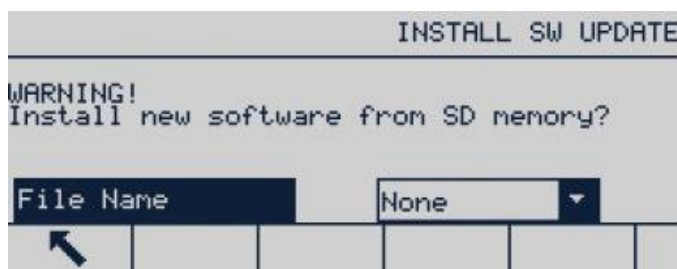 INSTALL SW UPDATE
WARNING!
Install new software from SD memory?
File Name
None